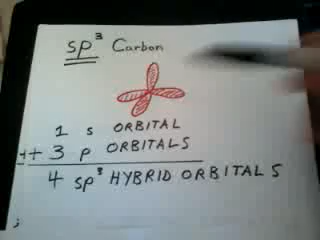 sp³ Carbon
1 s ORBITAL
+ 3 p ORBITALS
4 sp³ HYBRID ORBITALS